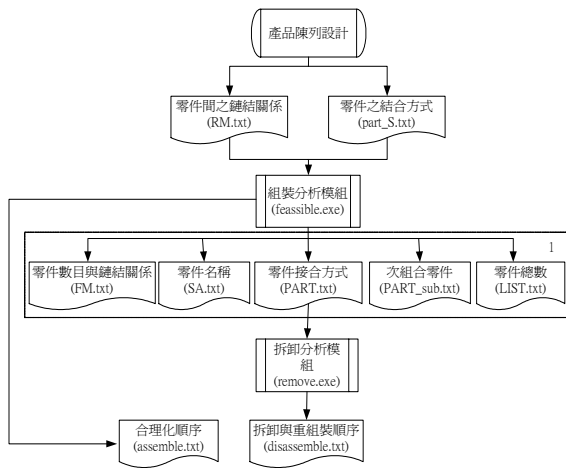 產品陳列設計
零件間之鏈結關係
(RM.txt)
零件之結合方式
(part_S.txt)
組裝分析模組
(feassible.exe)
1
零件數目與鏈結關係
(FM.txt)
零件名稱
(SA.txt)
零件接合方式
(PART.txt)
次組合零件
(PART_sub.txt)
零件總數
(LIST.txt)
拆卸分析模
組
(remove.exe)
合理化順序
(assemble.txt)
拆卸與重組裝順序
(disassemble.txt)